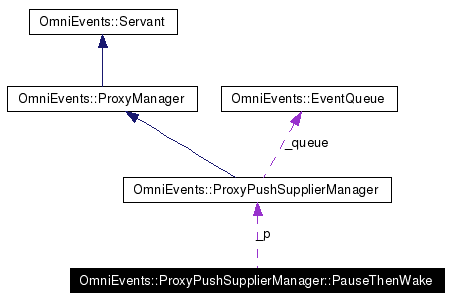 OmniEvents::Servant
OmniEvents::ProxyManager
OmniEvents::EventQueue
_queue
OmniEvents::ProxyPushSupplierManager
_p
OmniEvents::ProxyPushSupplierManager::PauseThenWake